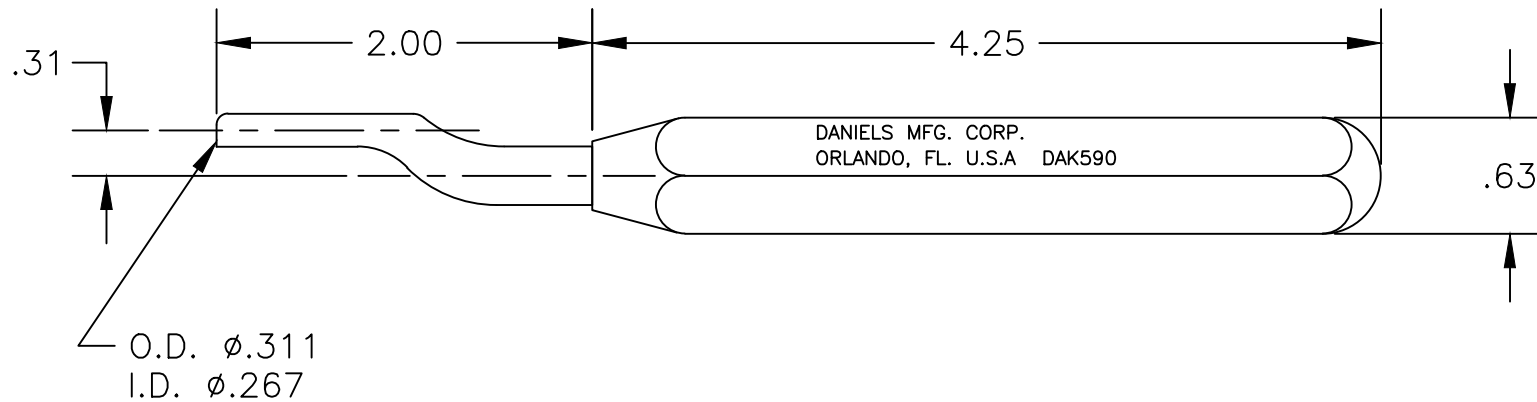 2.00
4.25
.31
DANIELS MFG. CORP.
ORLANDO, FL. U.S.A DAK590
.63
O.D. ⌀.311
I.D. ⌀.267